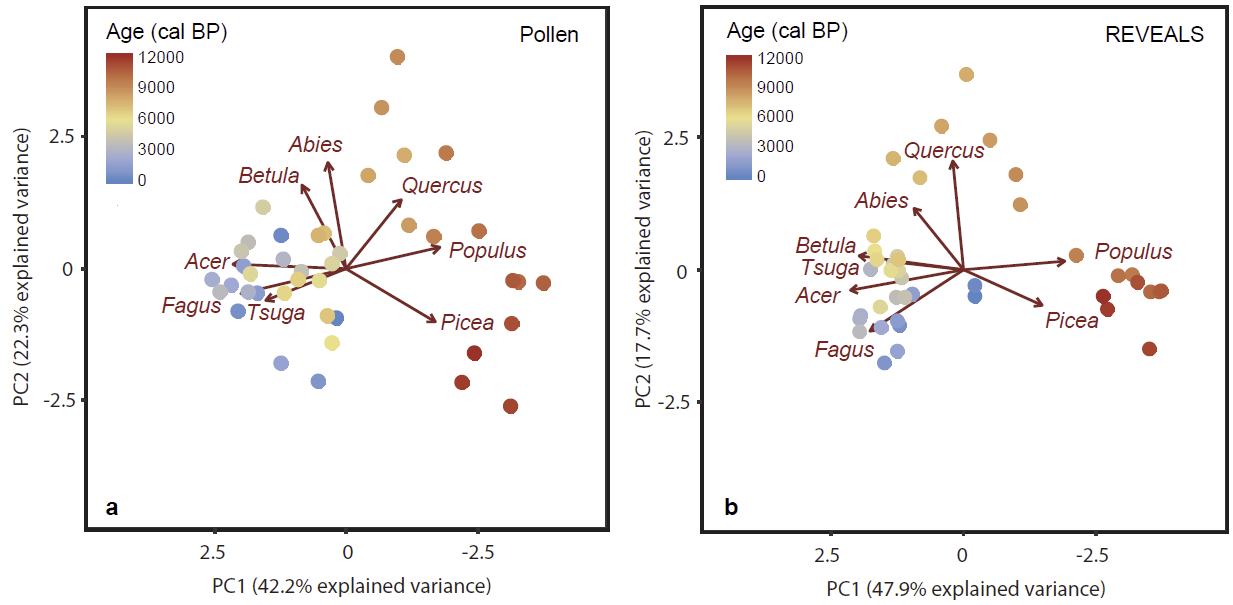 Age (cal BP)
Pollen
12000
9000
6000
3000
0
Abies
Betula
Quercus
Populus
Acer
Fagus
Tsuga
Picea
2.5
0
-2.5
PC2 (22.3% explained variance)
a
2.5
0
-2.5
PC1 (42.2% explained variance)
Age (cal BP)
REVEALS
12000
9000
6000
3000
0
Quercus
Abies
Betula
Tsuga
Acer
Fagus
Populus
Picea
2.5
0
-2.5
PC2 (17.7% explained variance)
b
2.5
0
-2.5
PC1 (47.9% explained variance)